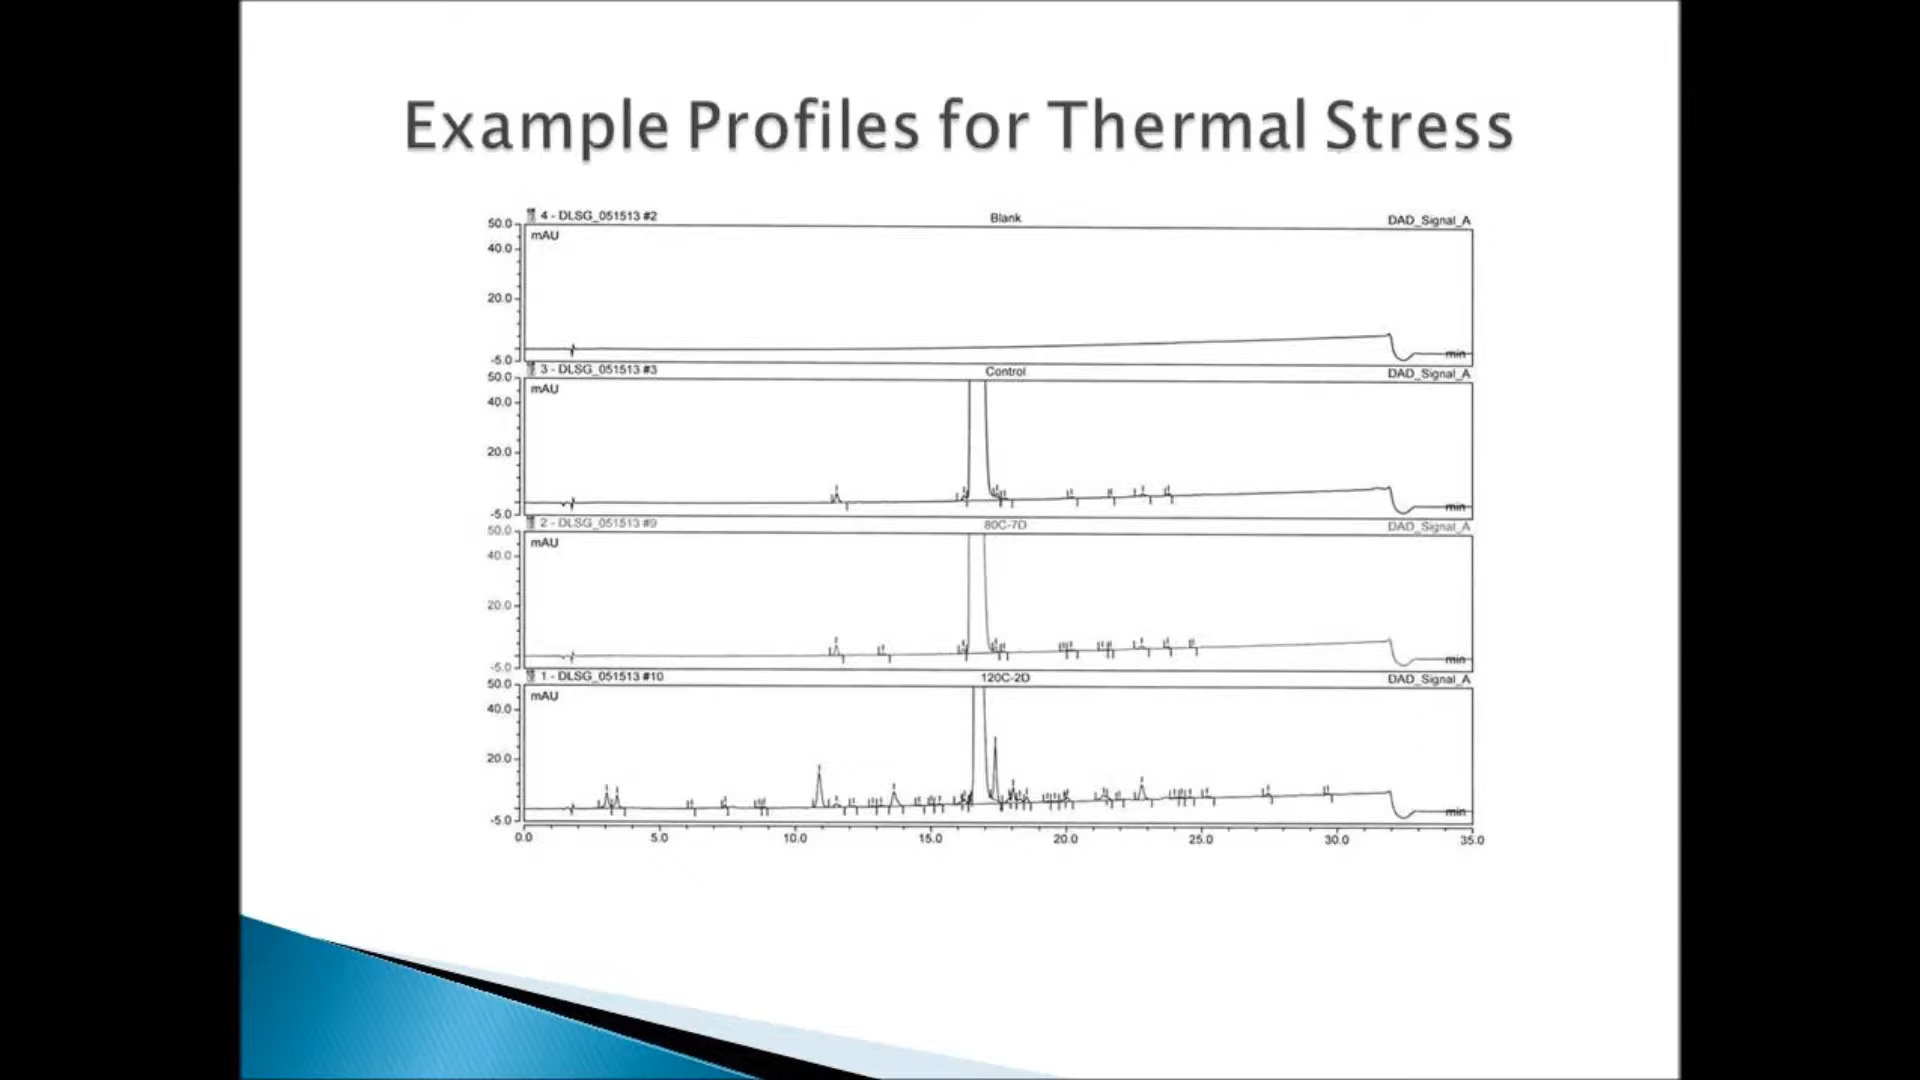 Example Profiles for Thermal Stress
4 - DLSG_051513 #2 Blank DAD_Signal_A
50.0
mAU
40.0
20.0
-5.0
min
3 - DLSG_051513 #3 Control DAD_Signal_A
50.0
mAU
40.0
20.0
-5.0
min
2 - DLSG_051513 #9 80C-7D DAD_Signal_A
50.0
mAU
40.0
20.0
-5.0
min
1 - DLSG_051513 #10 120C-2D DAD_Signal_A
50.0
mAU
40.0
20.0
-5.0
min
0.0 5.0 10.0 15.0 20.0 25.0 30.0 35.0